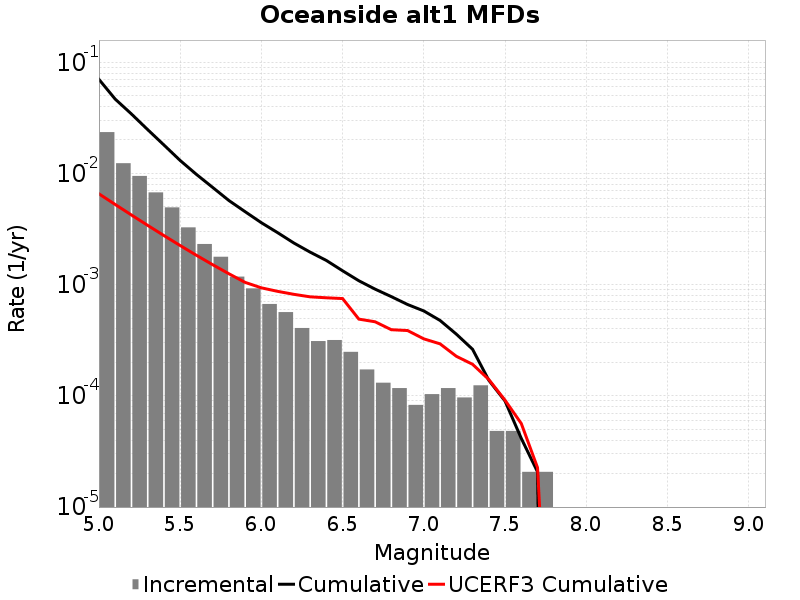 Oceanside alt1 MFDs
Rate (1/yr)
10^-1
10^-2
10^-3
10^-4
10^-5
5.0 5.5 6.0 6.5 7.0 7.5 8.0 8.5 9.0
Magnitude
Incremental Cumulative UCERF3 Cumulative